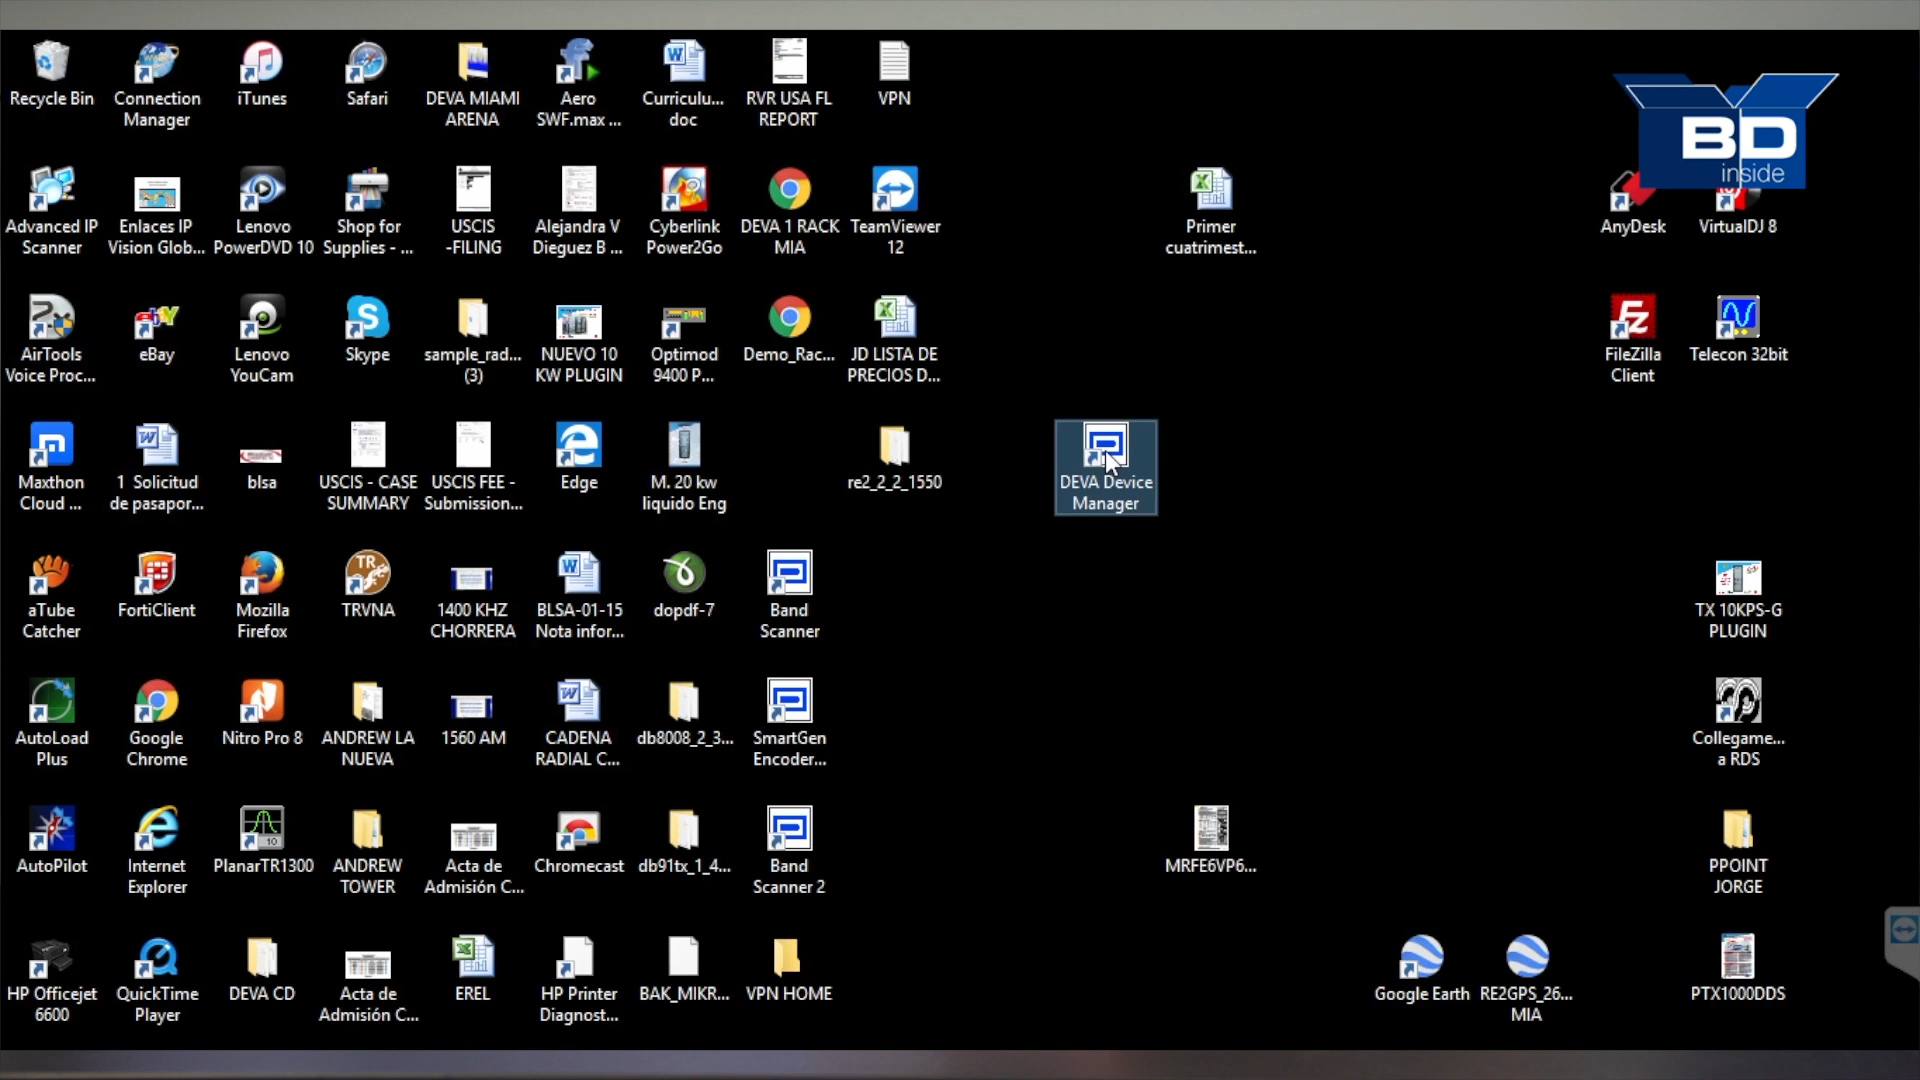 Recycle Bin
Connection
Manager
iTunes
Safari
DEVA MIAMI
ARENA
Aero
SWF.max ...
Curriculu...
doc
RVR USA FL
REPORT
VPN
BD
inside
Advanced IP
Scanner
Enlaces IP
Vision Glob...
Lenovo
PowerDVD 10
Shop for
Supplies - ...
USCIS
-FILING
Alejandra V
Dieguez B ...
Cyberlink
Power2Go
DEVA 1 RACK
MIA
TeamViewer
12
Primer
cuatrimest...
AnyDesk
VirtualDJ 8
AirTools
Voice Proc...
eBay
Lenovo
YouCam
Skype
sample_rad...
(3)
NUEVO 10
KW PLUGIN
Optimod
9400 P...
Demo_Rac...
JD LISTA DE
PRECIOS D...
FileZilla
Client
Telecon 32bit
Maxthon
Cloud ...
1 Solicitud
de pasapor...
blsa
USCIS - CASE
SUMMARY
USCIS FEE -
Submission...
Edge
M. 20 kw
liquido Eng
re2_2_2_1550
DEVA Device
Manager
aTube
Catcher
FortiClient
Mozilla
Firefox
TR
TRVNA
1400 KHZ
CHORRERA
BLSA-01-15
Nota infor...
dopdf-7
Band
Scanner
TX 10KPS-G
PLUGIN
AutoLoad
Plus
Google
Chrome
Nitro Pro 8
ANDREW LA
NUEVA
1560 AM
CADENA
RADIAL C...
db8008_2_3...
SmartGen
Encoder...
Collegame...
a RDS
AutoPilot
Internet
Explorer
PlanarTR1300
ANDREW
TOWER
Acta de
Admisión C...
Chromecast
db91tx_1_4...
Band
Scanner 2
MRFE6VP6...
PPOINT
JORGE
HP Officejet
6600
QuickTime
Player
DEVA CD
Acta de
Admisión C...
EREL
HP Printer
Diagnost...
BAK_MIKR...
VPN HOME
Google Earth
RE2GPS_26...
MIA
PTX1000DDS